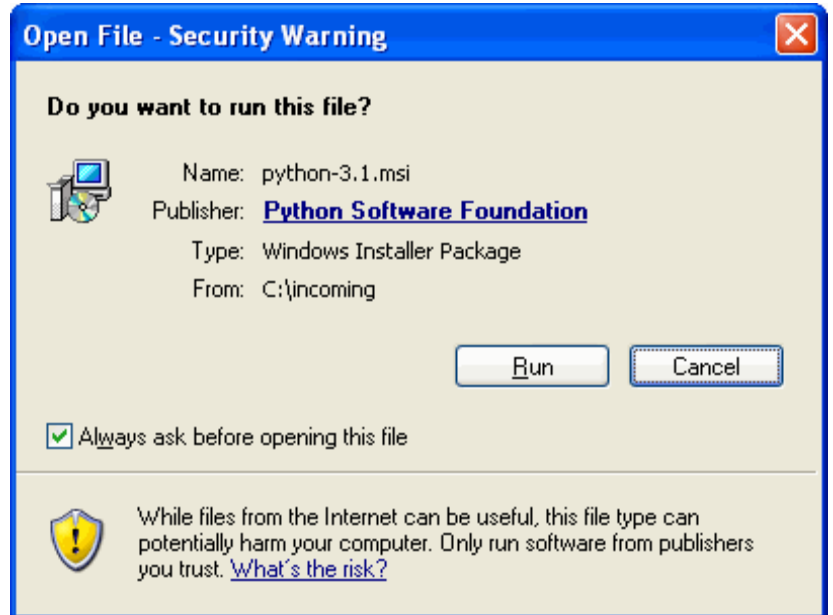 Open File - Security Warning
Do you want to run this file?
Name: python-3.1.msi
Publisher: Python Software Foundation
Type: Windows Installer Package
From: C:\incoming
Run Cancel
Always ask before opening this file
While files from the Internet can be useful, this file type can
potentially harm your computer. Only run software from publishers
you trust. What's the risk?